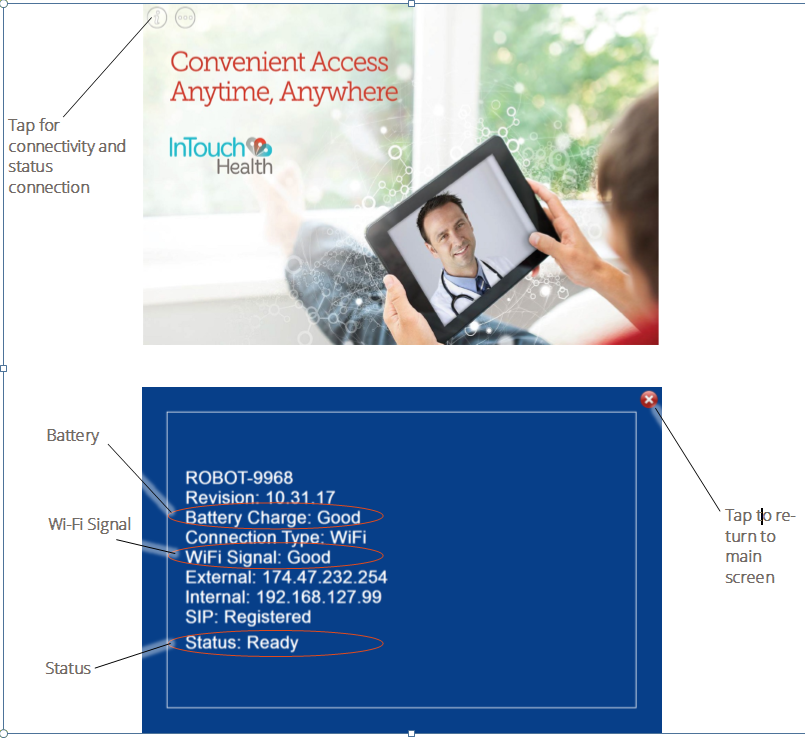 Convenient Access
Anytime, Anywhere
InTouch
Health
Tap for
connectivity and
status
connection
Battery
Wi-Fi Signal
Status
ROBOT-9968
Revision: 10.31.17
Battery Charge: Good
Connection Type: WiFi
WiFi Signal: Good
External: 174.47.232.254
Internal: 192.168.127.99
SIP: Registered
Status: Ready
Tap to re-
turn to
main
screen